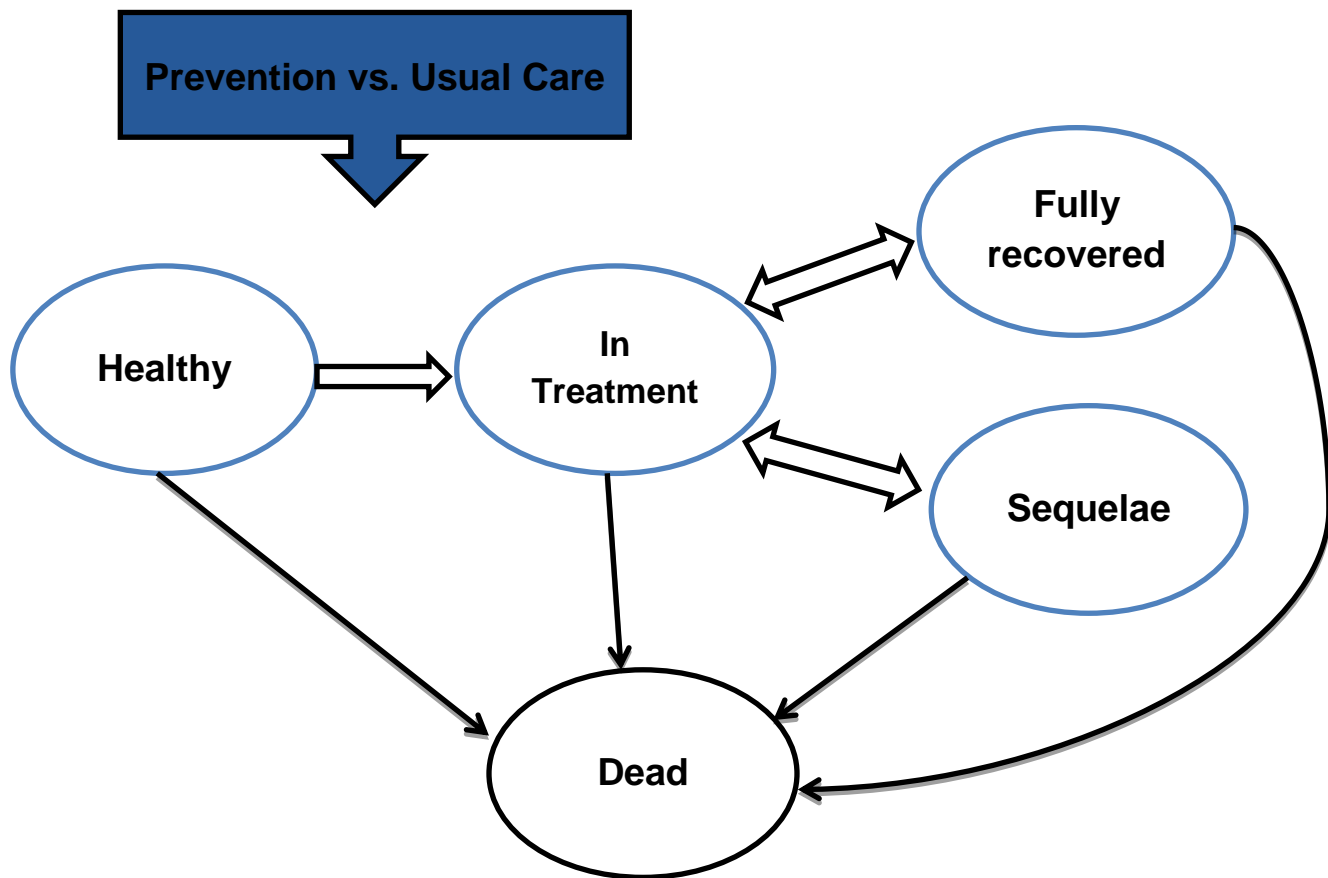 Prevention vs. Usual Care
Fully
recovered
Healthy
In
Treatment
Sequelae
Dead